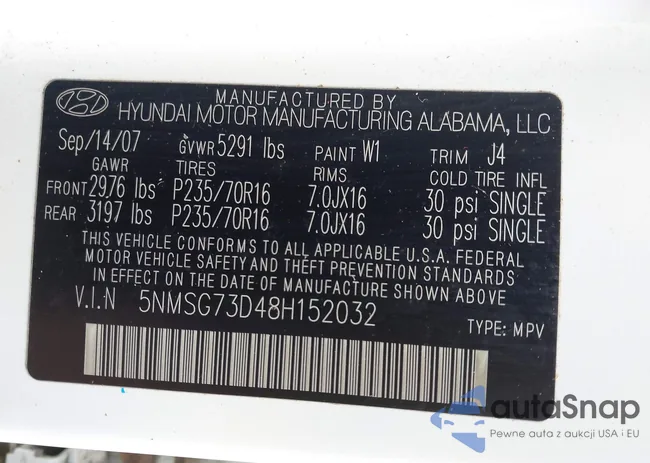 MANUFACTURED BY
HYUNDAI MOTOR MANUFACTURING ALABAMA, LLC
Sep/14/07 GVWR 5291 lbs PAINT W1 TRIM J4
GAWR TIRES RIMS COLD TIRE INFL
FRONT 2976 lbs P235/70R16 7.0JX16 30 psi SINGLE
REAR 3197 lbs P235/70R16 7.0JX16 30 psi SINGLE
THIS VEHICLE CONFORMS TO ALL APPLICABLE U.S.A. FEDERAL
MOTOR VEHICLE SAFETY AND THEFT PREVENTION STANDARDS
IN EFFECT ON THE DATE OF MANUFACTURE SHOWN ABOVE
V.I.N 5NMSG73D48H152032
TYPE: MPV
autoSnap
Pewne auta z aukcji USA i EU